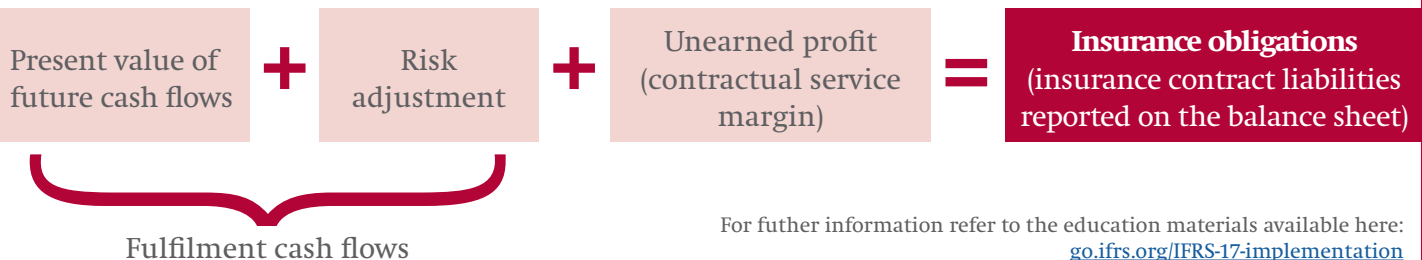 Present value of
future cash flows
+
Risk
adjustment
+
Unearned profit
(contractual service
margin)
=
Insurance obligations
(insurance contract liabilities
reported on the balance sheet)
Fulfilment cash flows
For futher information refer to the education materials available here:
go.ifrs.org/IFRS-17-implementation